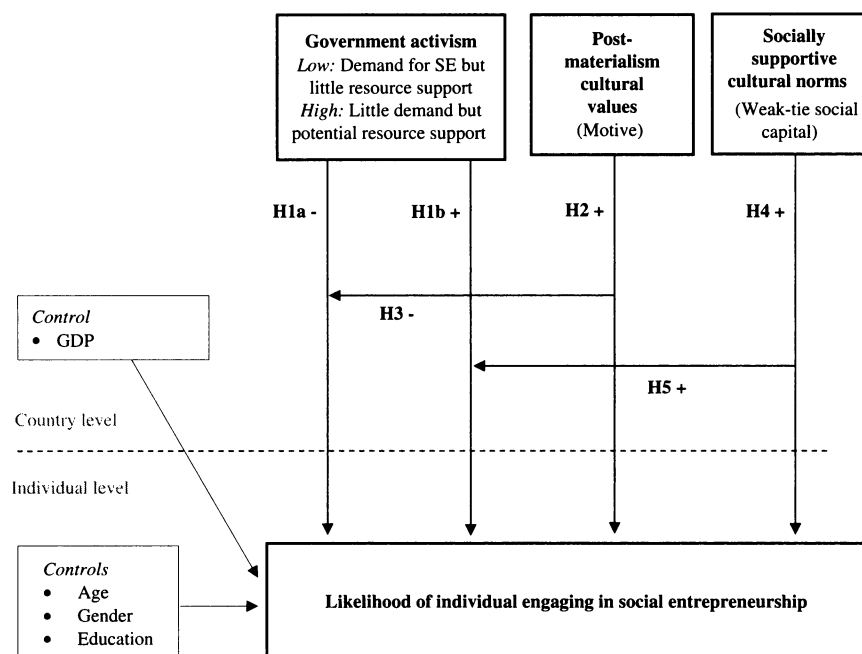 Government activism
Low: Demand for SE but
little resource support
High: Little demand but
potential resource support
Post-
materialism
cultural
values
(Motive)
Socially
supportive
cultural norms
(Weak-tie social
capital)
H1a -
H1b +
H2 +
H4 +
H3 -
H5 +
Control
• GDP
Country level
Individual level
Controls
• Age
• Gender
• Education
Likelihood of individual engaging in social entrepreneurship